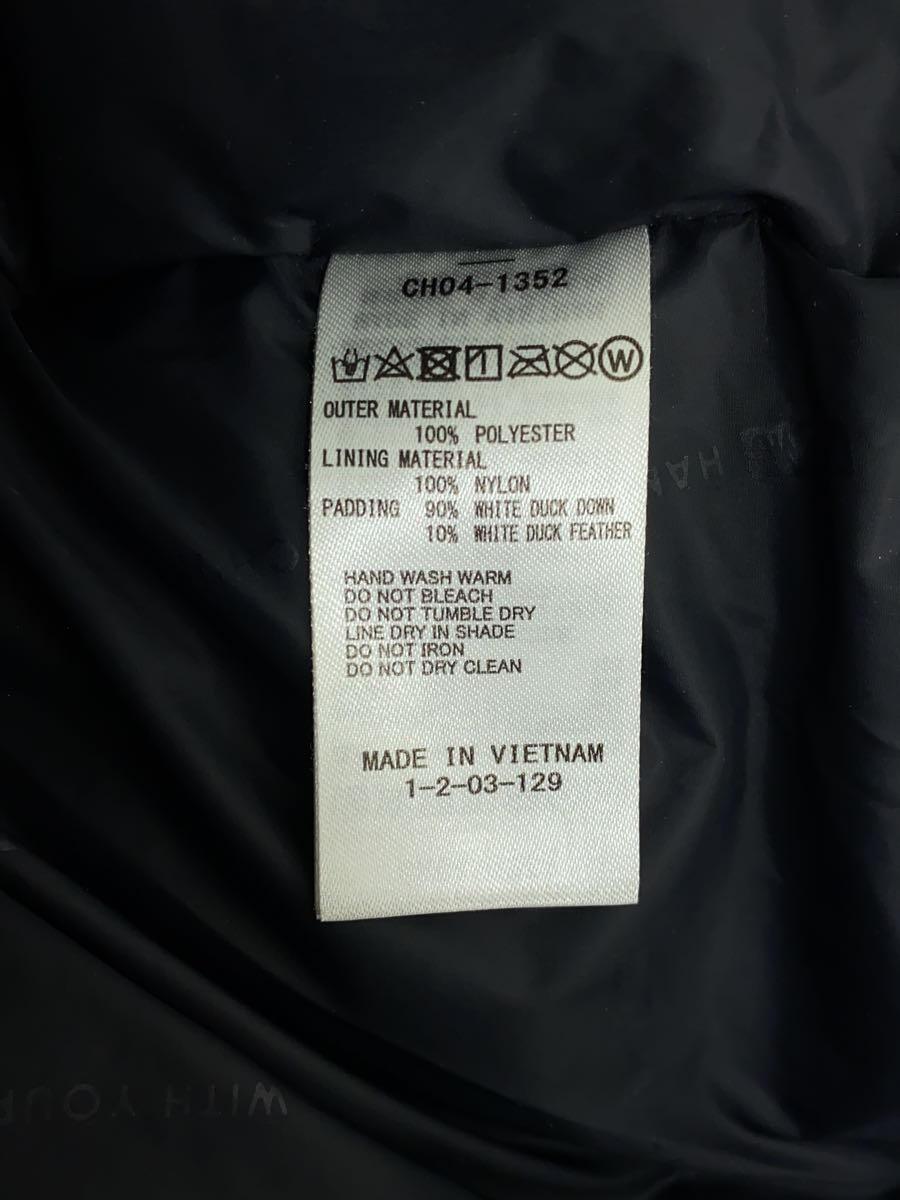 CH04-1352
W
OUTER MATERIAL
100% POLYESTER
LINING MATERIAL
100% NYLON
PADDING 90% WHITE DUCK DOWN
10% WHITE DUCK FEATHER
HAND WASH WARM
DO NOT BLEACH
DO NOT TUMBLE DRY
LINE DRY IN SHADE
DO NOT IRON
DO NOT DRY CLEAN
MADE IN VIETNAM
1-2-03-129
WITH YOUR